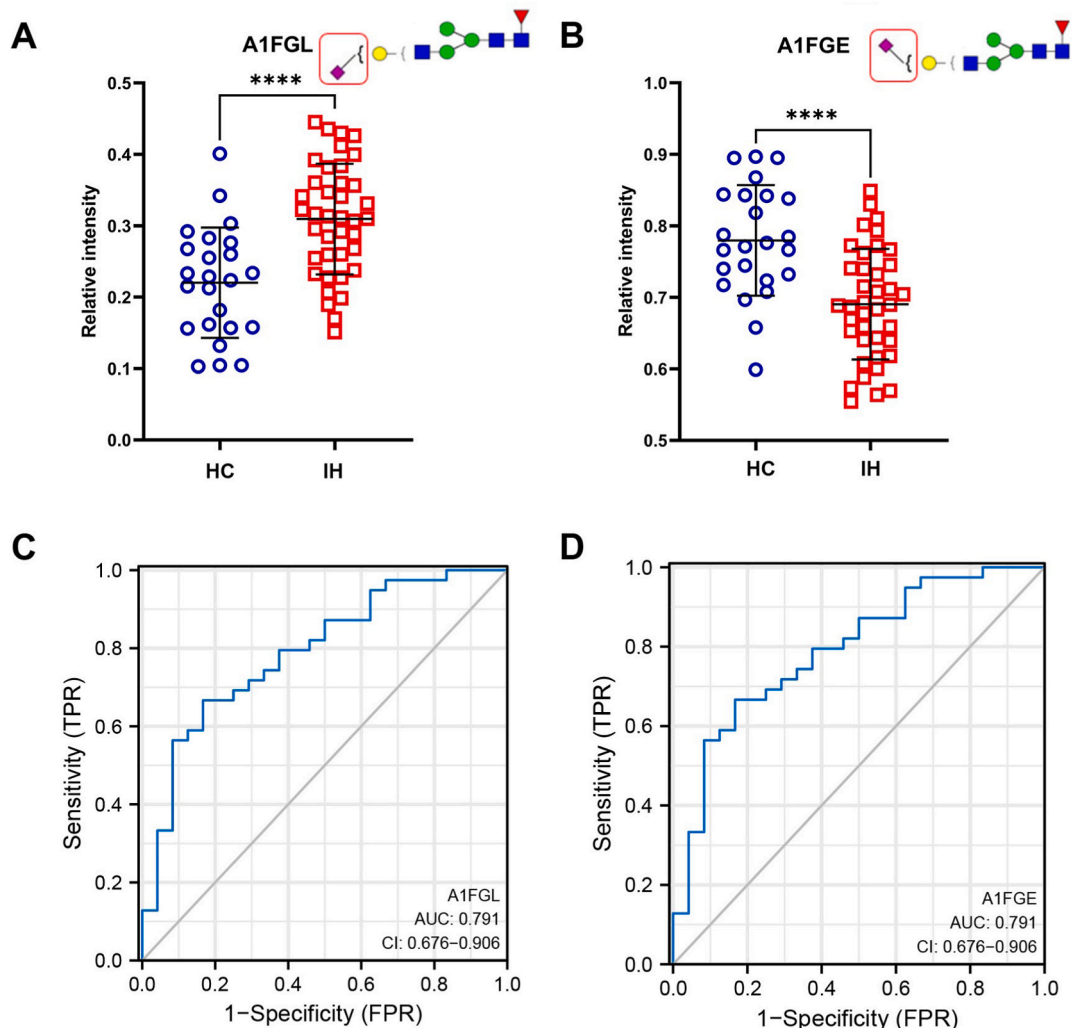 A
A1FGL
****
Relative intensity
0.5
0.4
0.3
0.2
0.1
0.0
HC
IH
B
A1FGE
****
Relative intensity
1.0
0.9
0.8
0.7
0.6
0.5
HC
IH
C
Sensitivity (TPR)
1.0
0.8
0.6
0.4
0.2
0.0
A1FGL
AUC: 0.791
CI: 0.676–0.906
0.0 0.2 0.4 0.6 0.8 1.0
1-Specificity (FPR)
D
Sensitivity (TPR)
1.0
0.8
0.6
0.4
0.2
0.0
A1FGE
AUC: 0.791
CI: 0.676–0.906
0.0 0.2 0.4 0.6 0.8 1.0
1-Specificity (FPR)